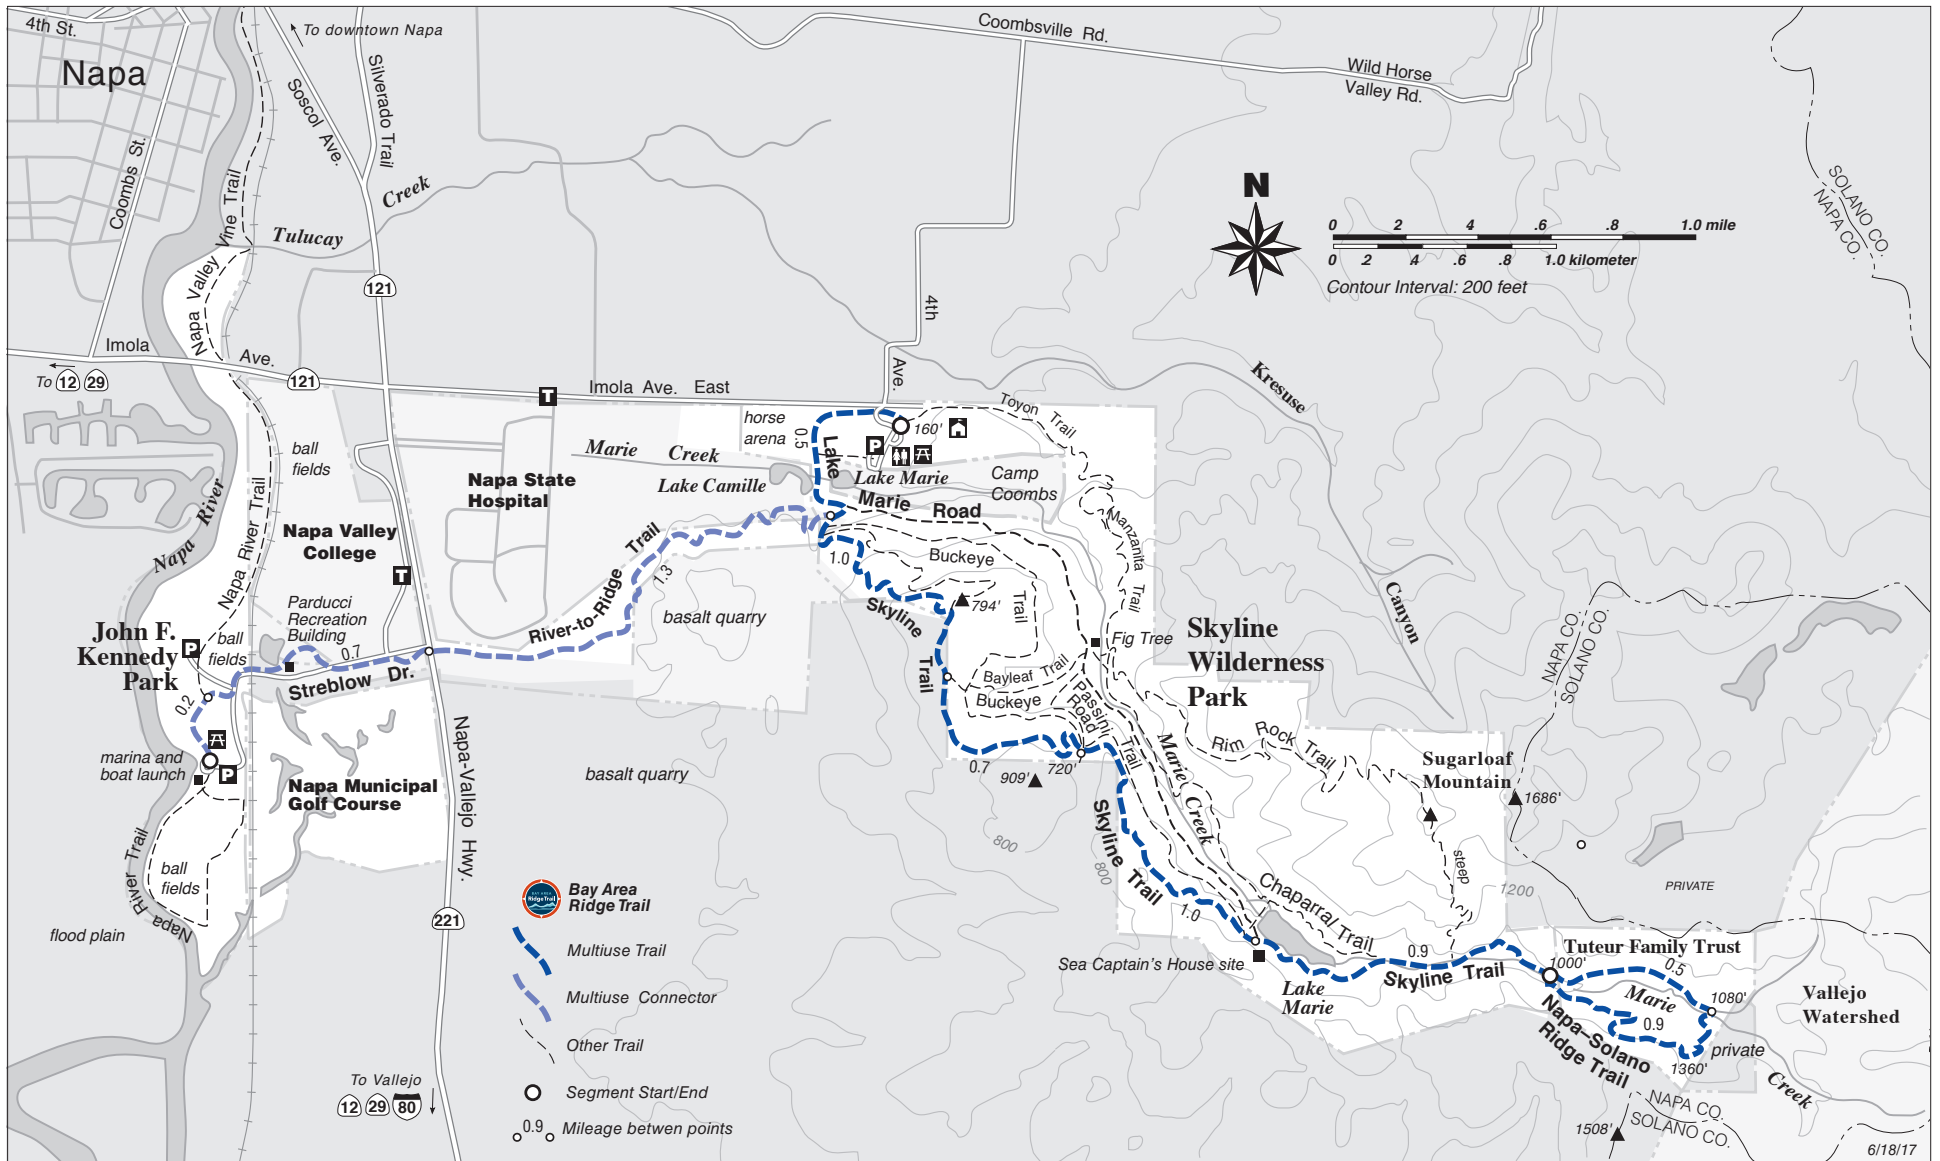 4th St.
Napa
To downtown Napa
Coombs St.
Soscol Ave.
Silverado Trail
Coombsville Rd.
Wild Horse
Valley Rd.
SOLANO CO.
NAPA CO.
Tulucay
Creek
Napa Valley
Vine Trail
121
N
0 2 4 .6 .8 1.0 mile
0 .2 .4 .6 .8 1.0 kilometer
Contour Interval: 200 feet
4th
Ave.
Imola
Ave.
121
To 12 29
T
Imola Ave. East
Kresuse
Canyon
Toyon Trail
horse
arena
0.5
160'
P
Lake
Marie Road
Lake Marie
Camp
Coombs
Marie Creek
Lake Camille
Napa State
Hospital
ball
fields
Napa River
Napa River Trail
Napa Valley
College
T
River-to-Ridge
Trail
1.3
1.0
Buckeye
Trail
794'
Manzanita
Trail
Skyline
Trail
basalt quarry
Fig Tree
Skyline
Wilderness
Park
Bayleaf Trail
Buckeye
Passini
Road
Trail
Marie Creek
Rim Rock Trail
Parducci
Recreation
Building
John F.
Kennedy
Park
P
ball
fields
0.7
Streblow Dr.
0.2
marina and
boat launch
P
Napa Municipal
Golf Course
Napa-Vallejo Hwy.
basalt quarry
0.7
720'
909'
800
800
Skyline
Trail
1.0
Sugarloaf
Mountain
1686'
steep
1200
NAPA CO.
SOLANO CO.
PRIVATE
Napa River Trail
ball
fields
Napa River
flood plain
221
Chaparral Trail
0.9
Sea Captain's House site
Lake
Marie
Skyline Trail
1000'
Tuteur Family Trust
0.5
Marie
1080'
0.9
Napa–Solano
Ridge Trail
1360'
private
Creek
Vallejo
Watershed
NAPA CO.
SOLANO CO.
1508'
BAY AREA
Ridge Trail
Bay Area
Ridge Trail
Multiuse Trail
Multiuse Connector
Other Trail
Segment Start/End
0.9 Mileage betwen points
To Vallejo
12 29 80
6/18/17